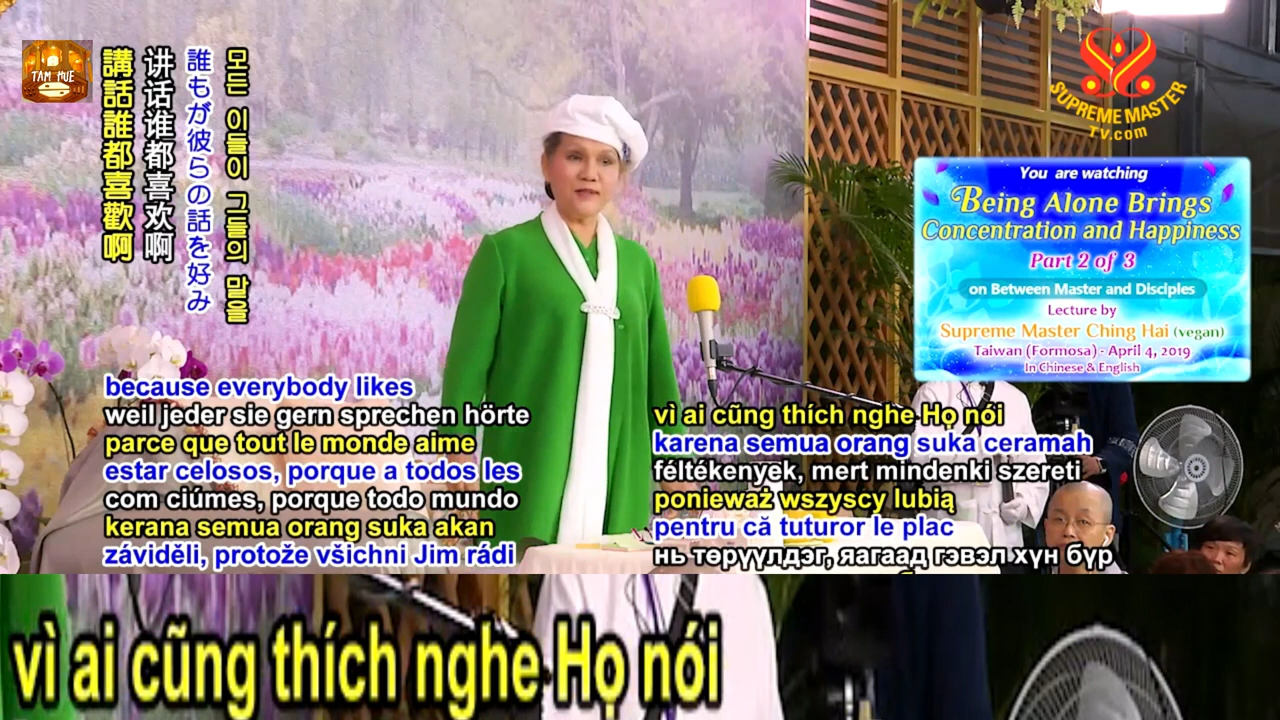 TAM HUE
講話誰都喜歡啊
讲话谁都喜欢啊
誰もが彼らの話を好み
모든 이들이 그들의 말을
SUPREME MASTER
TV.com
You are watching
Being Alone Brings
Concentration and Happiness
Part 2 of 3
on Between Master and Disciples
Lecture by
Supreme Master Ching Hai (vegan)
Taiwan (Formosa) - April 4, 2019
In Chinese & English
because everybody likes
weil jeder sie gern sprechen hörte
parce que tout le monde aime
estar celosos, porque a todos les
com ciúmes, porque todo mundo
kerana semua orang suka akan
záviděli, protože všichni Jim rádi
vì ai cũng thích nghe Họ nói
karena semua orang suka ceramah
féltékenyek, mert mindenki szereti
ponieważ wszyscy lubią
pentru că tuturor le plac
нь төрүүлдэг, яагаад гэвэл хүн бүр
vì ai cũng thích nghe Họ nói